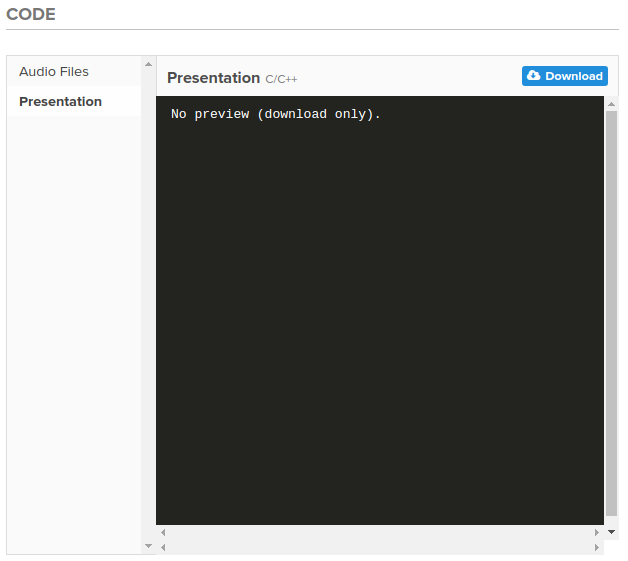 CODE
Audio Files
Presentation
Presentation C/C++
Download
No preview (download only).